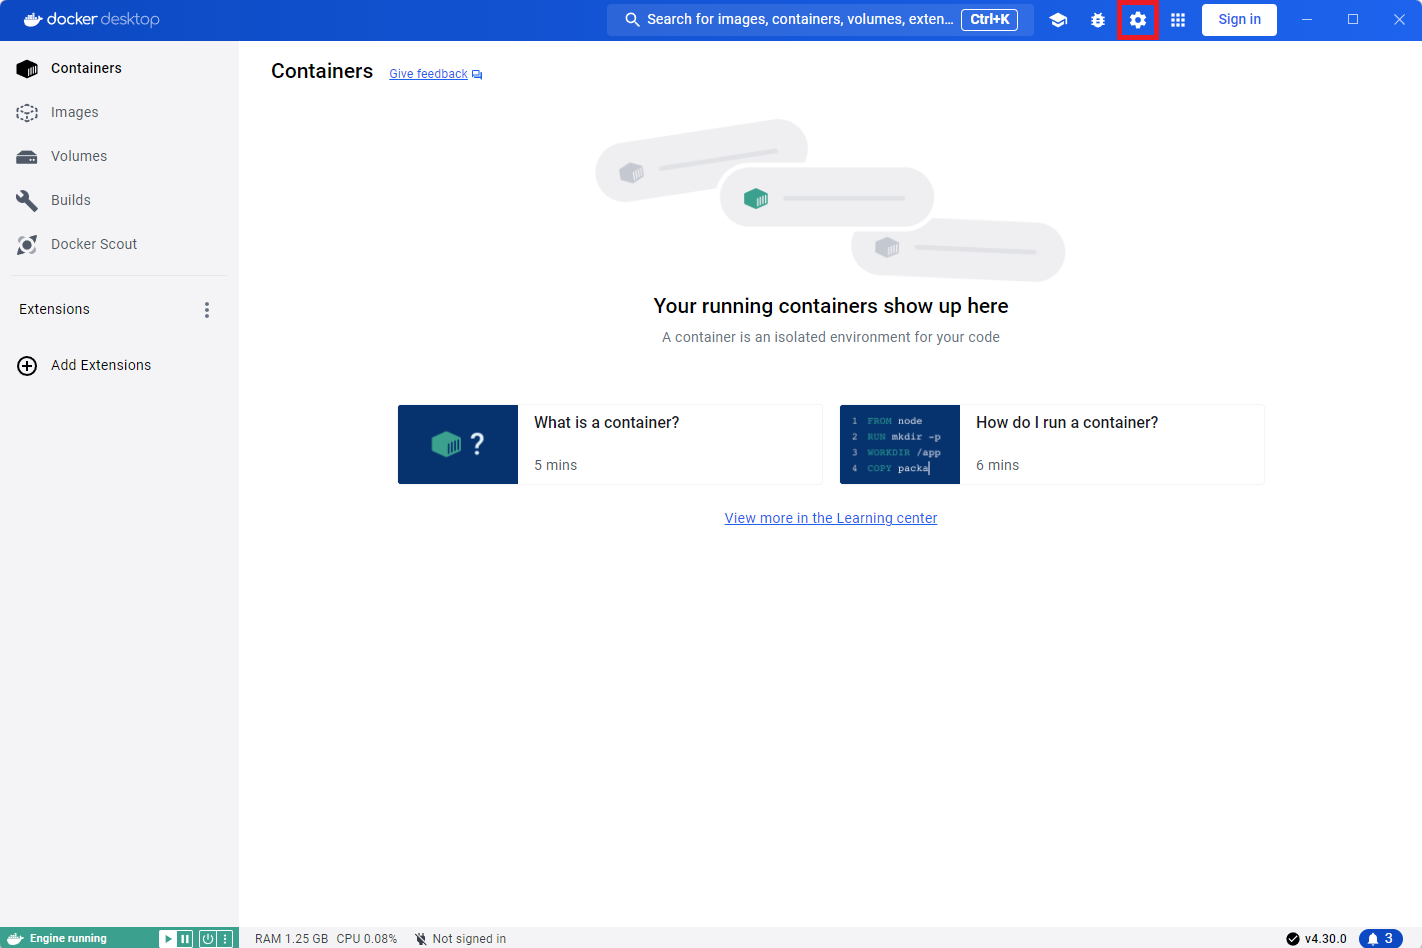 docker desktop
Search for images, containers, volumes, exten... Ctrl+K
Sign in
Containers
Images
Volumes
Builds
Docker Scout
Extensions
Add Extensions
Containers Give feedback
Your running containers show up here
A container is an isolated environment for your code
?
What is a container?
5 mins
1 FROM node
2 RUN mkdir -p
3 WORKDIR /app
4 COPY packa
How do I run a container?
6 mins
View more in the Learning center
Engine running
RAM 1.25 GB CPU 0.08% Not signed in
v4.30.0
3